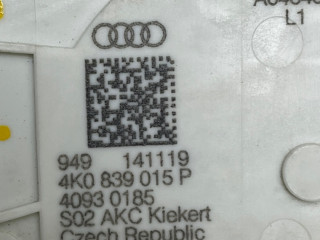 L1
949 141119
4K0 839 015 P
4093 0185
S02 AKC Kiekert
Czech Republic